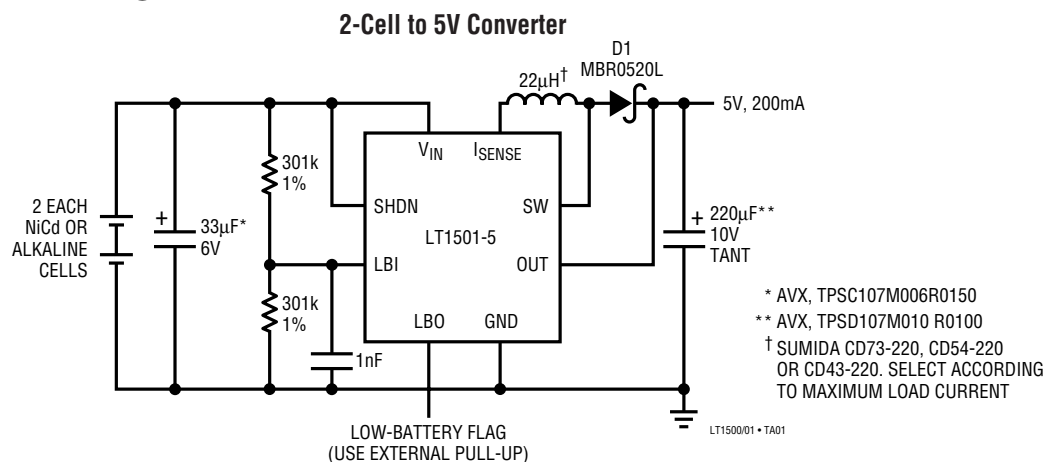 2-Cell to 5V Converter
D1
MBR0520L
22µH†
5V, 200mA
VIN
ISENSE
301k
1%
SHDN
SW
2 EACH
NiCd OR
ALKALINE
CELLS
+
33µF*
6V
LT1501-5
+
220µF**
10V
TANT
LBI
OUT
301k
1%
LBO
GND
1nF
* AVX, TPSC107M006R0150
** AVX, TPSD107M010 R0100
† SUMIDA CD73-220, CD54-220
OR CD43-220. SELECT ACCORDING
TO MAXIMUM LOAD CURRENT
LOW-BATTERY FLAG
(USE EXTERNAL PULL-UP)
LT1500/01 • TA01